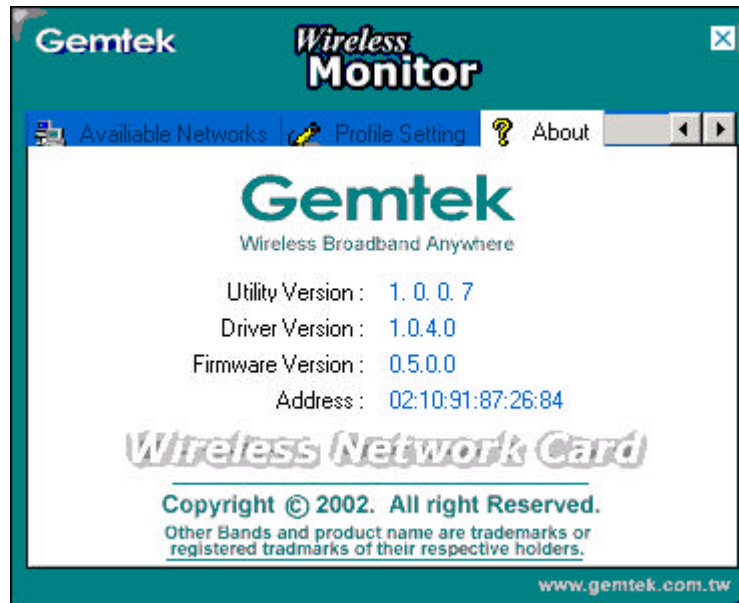 Gemtek
Wireless
Monitor
Availiable Networks
Profile Setting
About
Gemtek
Wireless Broadband Anywhere
Utility Version : 1. 0. 0. 7
Driver Version : 1.0.4.0
Firmware Version : 0.5.0.0
Address : 02:10:91:87:26:84
Wireless Network Card
Copyright © 2002. All right Reserved.
Other Bands and product name are trademarks or
registered tradmarks of their respective holders.
www.gemtek.com.tw